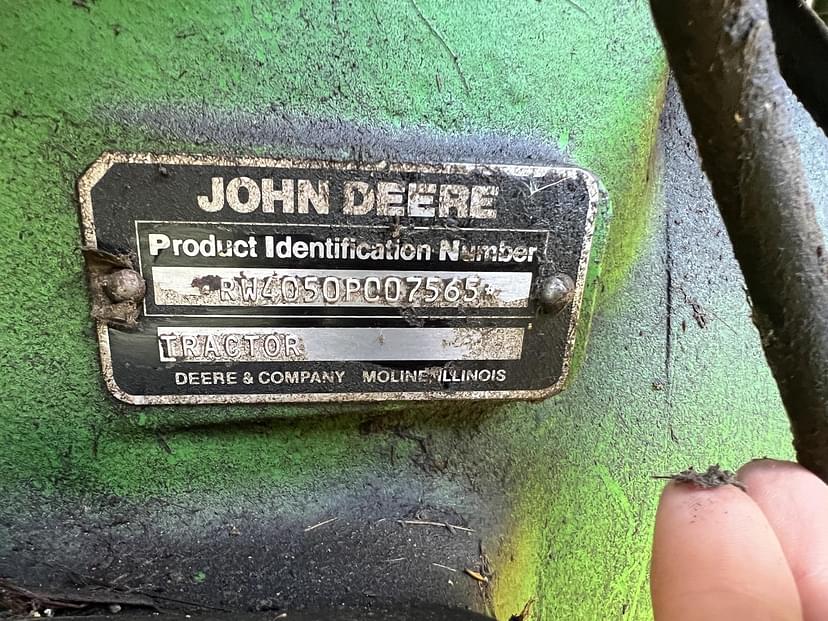 JOHN DEERE
Product Identification Number
*RW4050P007565*
TRACTOR
DEERE & COMPANY MOLINE, ILLINOIS